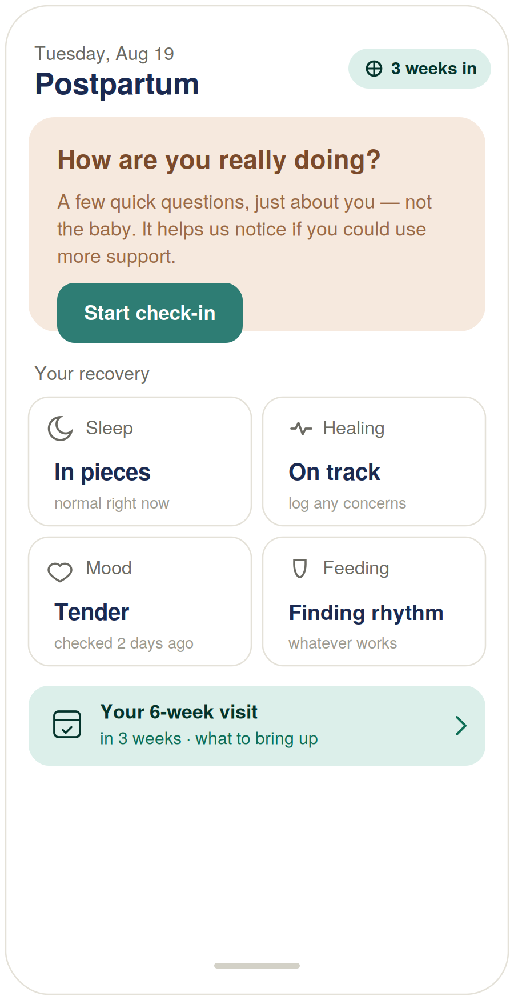 Tuesday, Aug 19
Postpartum
3 weeks in
How are you really doing?
A few quick questions, just about you — not
the baby. It helps us notice if you could use
more support.
Start check-in
Your recovery
Sleep
In pieces
normal right now
Healing
On track
log any concerns
Mood
Tender
checked 2 days ago
Feeding
Finding rhythm
whatever works
Your 6-week visit
in 3 weeks · what to bring up